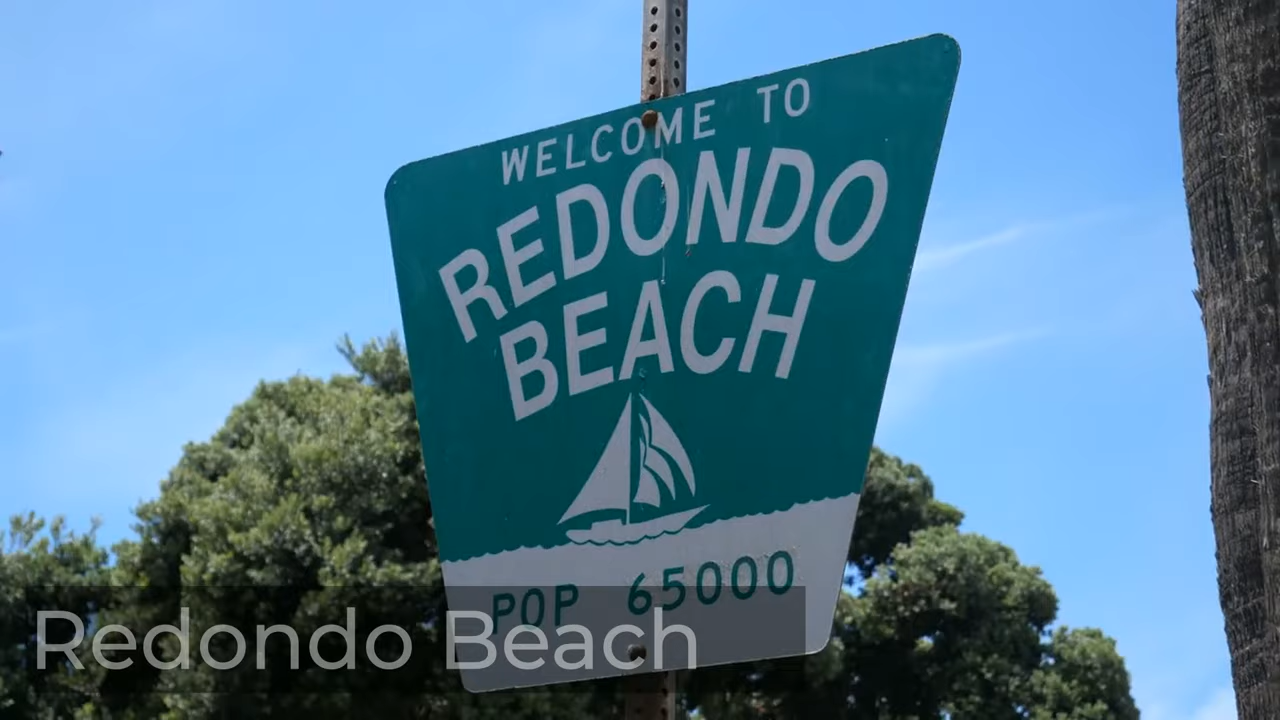 WELCOME TO
REDONDO
BEACH
POP 65000
Redondo Beach